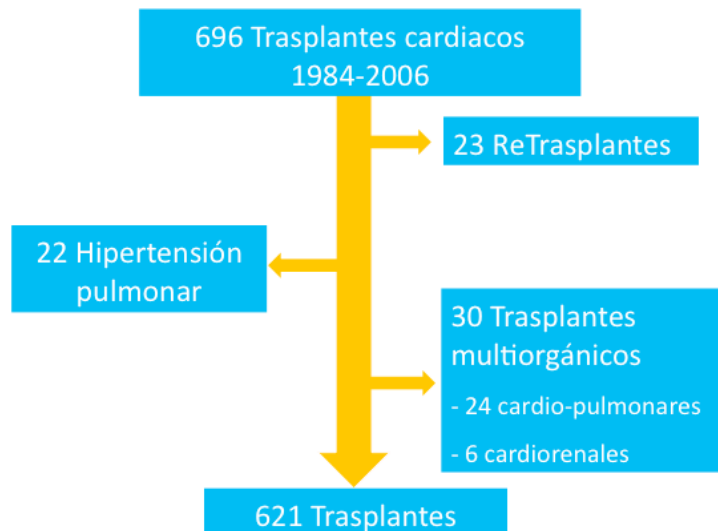 696 Trasplantes cardiacos
1984-2006
23 ReTrasplantes
22 Hipertensión
pulmonar
30 Trasplantes
multiorgánicos
- 24 cardio-pulmonares
- 6 cardiorenales
621 Trasplantes